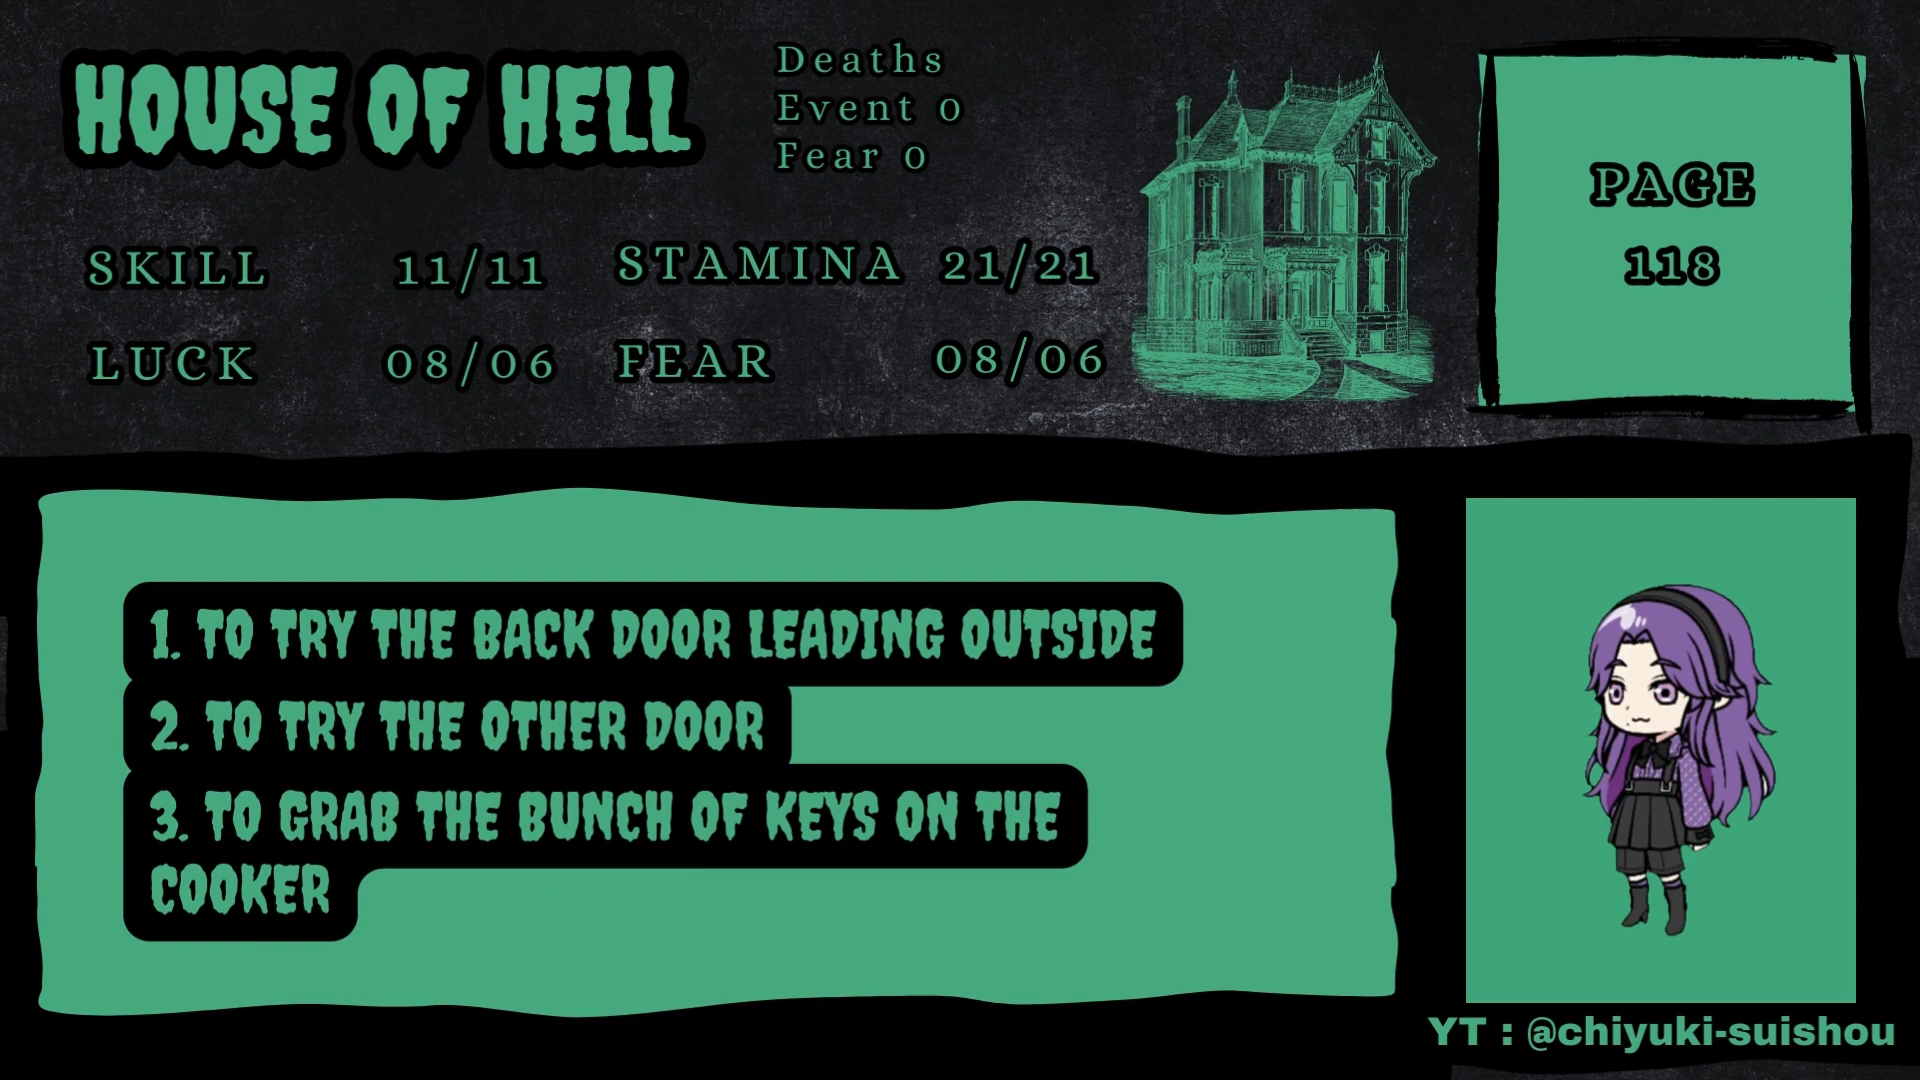 HOUSE OF HELL
Deaths
Event 0
Fear 0
SKILL 11/11 STAMINA 21/21
LUCK 08/06 FEAR 08/06
PAGE
118
1. TO TRY THE BACK DOOR LEADING OUTSIDE
2. TO TRY THE OTHER DOOR
3. TO GRAB THE BUNCH OF KEYS ON THE
COOKER
YT : @chiyuki-suishou